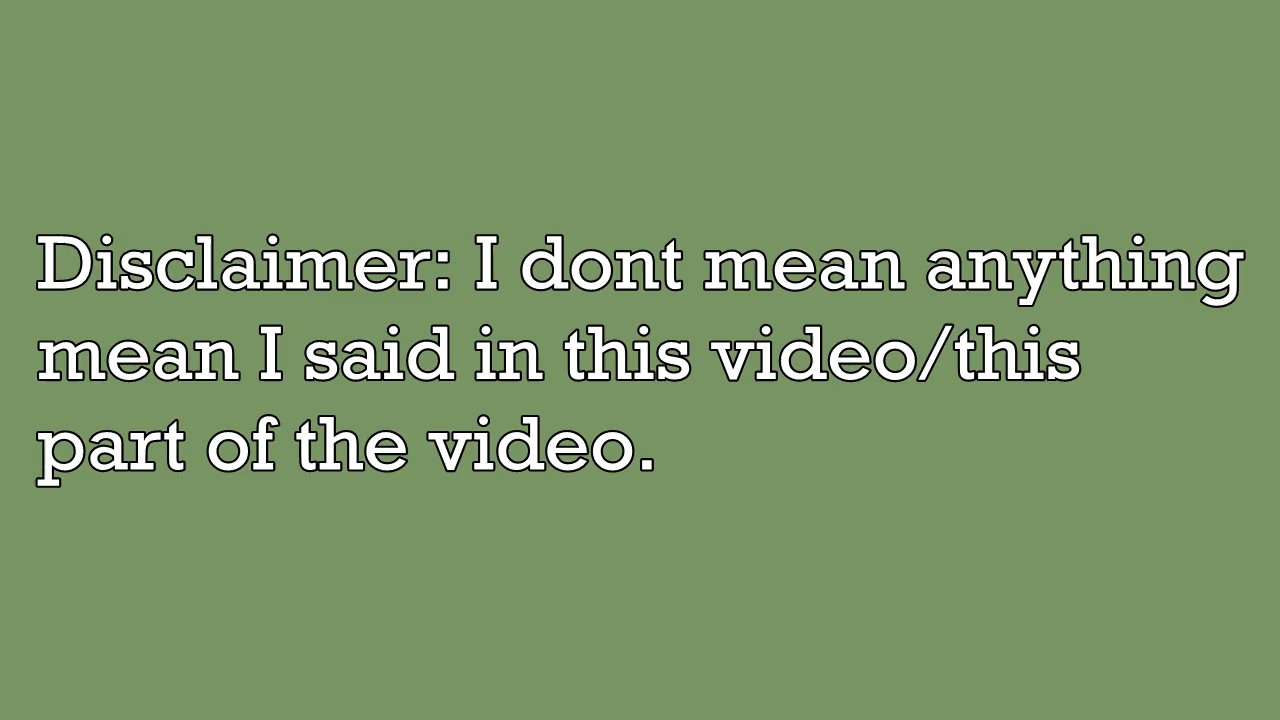 Disclaimer: I dont mean anything
mean I said in this video/this
part of the video.